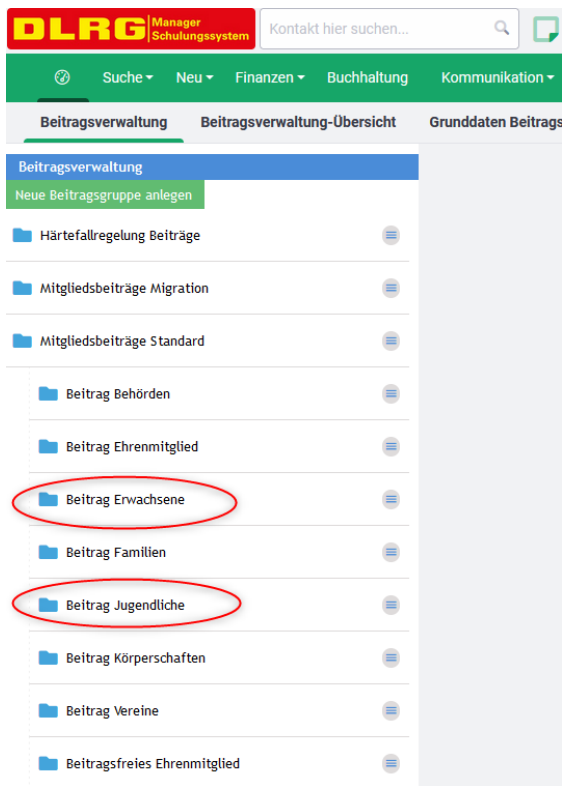 DLRG Manager
Schulungssystem
Kontakt hier suchen...
Suche Neu Finanzen Buchhaltung Kommunikation
Beitragsverwaltung Beitragsverwaltung-Übersicht Grunddaten Beitrags
Beitragsverwaltung
Neue Beitragsgruppe anlegen
Härtefallregelung Beiträge
Mitgliedsbeiträge Migration
Mitgliedsbeiträge Standard
Beitrag Behörden
Beitrag Ehrenmitglied
Beitrag Erwachsene
Beitrag Familien
Beitrag Jugendliche
Beitrag Körperschaften
Beitrag Vereine
Beitragsfreies Ehrenmitglied